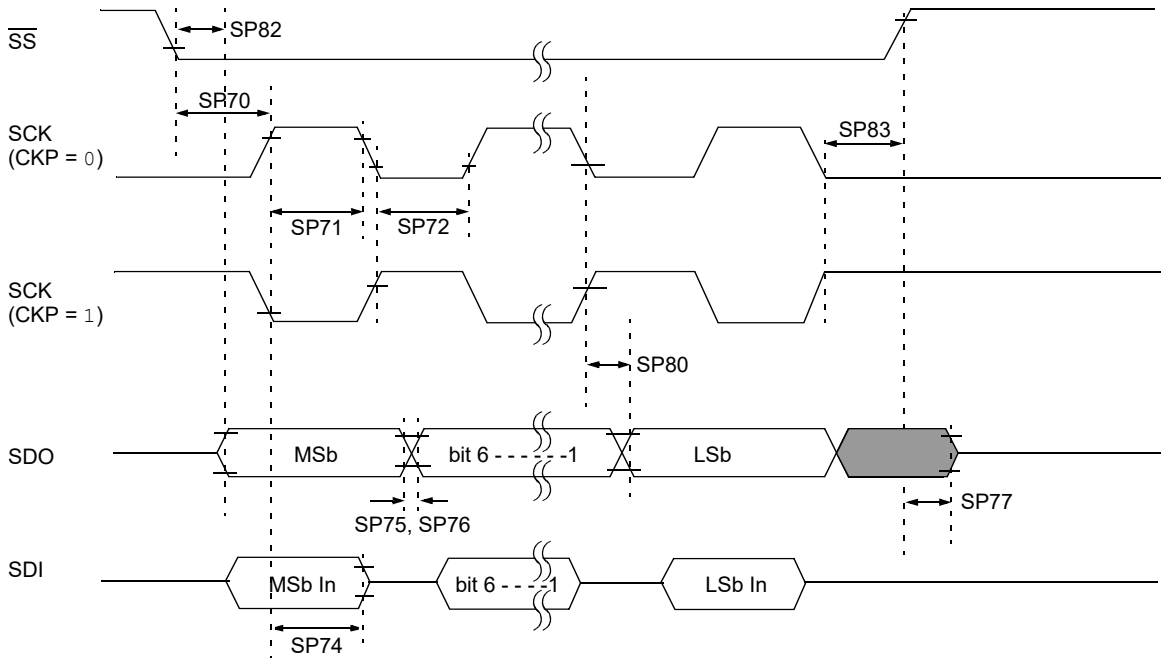 SS
SP82
SP70
SCK
(CKP = 0)
SP83
SP71
SP72
SCK
(CKP = 1)
SP80
SDO
MSb
bit 6 - - - - - -1
LSb
SP75, SP76
SP77
SDI
MSb In
bit 6 - - - - -1
LSb In
SP74